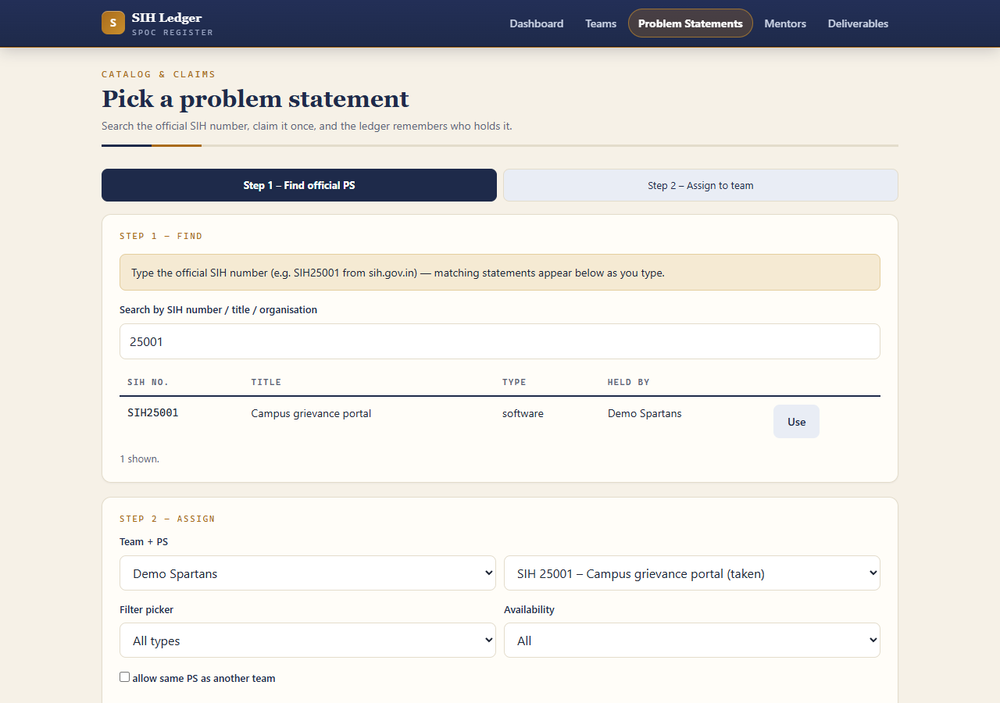 S
SIH Ledger
SPOC REGISTER
Dashboard
Teams
Problem Statements
Mentors
Deliverables
CATALOG & CLAIMS
Pick a problem statement
Search the official SIH number, claim it once, and the ledger remembers who holds it.
Step 1 – Find official PS
Step 2 – Assign to team
STEP 1 — FIND
Type the official SIH number (e.g. SIH25001 from sih.gov.in) — matching statements appear below as you type.
Search by SIH number / title / organisation
25001
SIH NO. TITLE TYPE HELD BY
SIH25001 Campus grievance portal software Demo Spartans Use
1 shown.
STEP 2 — ASSIGN
Team + PS
Demo Spartans
SIH 25001 – Campus grievance portal (taken)
Filter picker
Availability
All types
All
allow same PS as another team